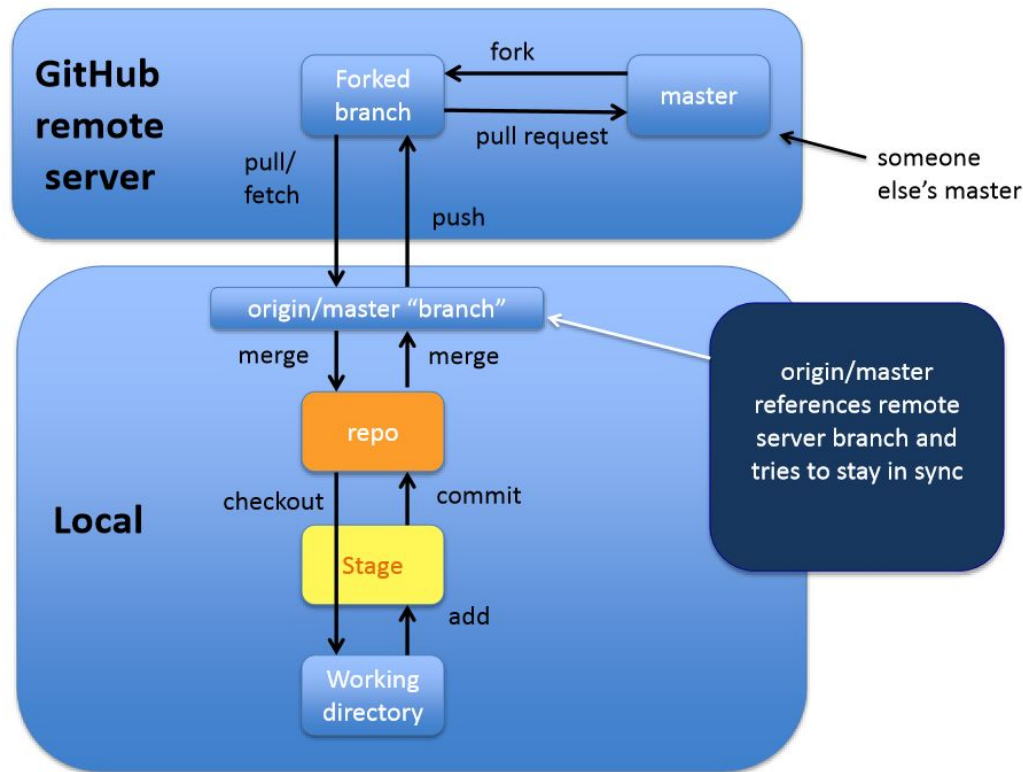 GitHub
remote
server
fork
Forked
branch
master
pull request
someone
else’s master
pull/
fetch
push
origin/master “branch”
merge
merge
repo
checkout
commit
Local
Stage
add
Working
directory
origin/master
references remote
server branch and
tries to stay in sync